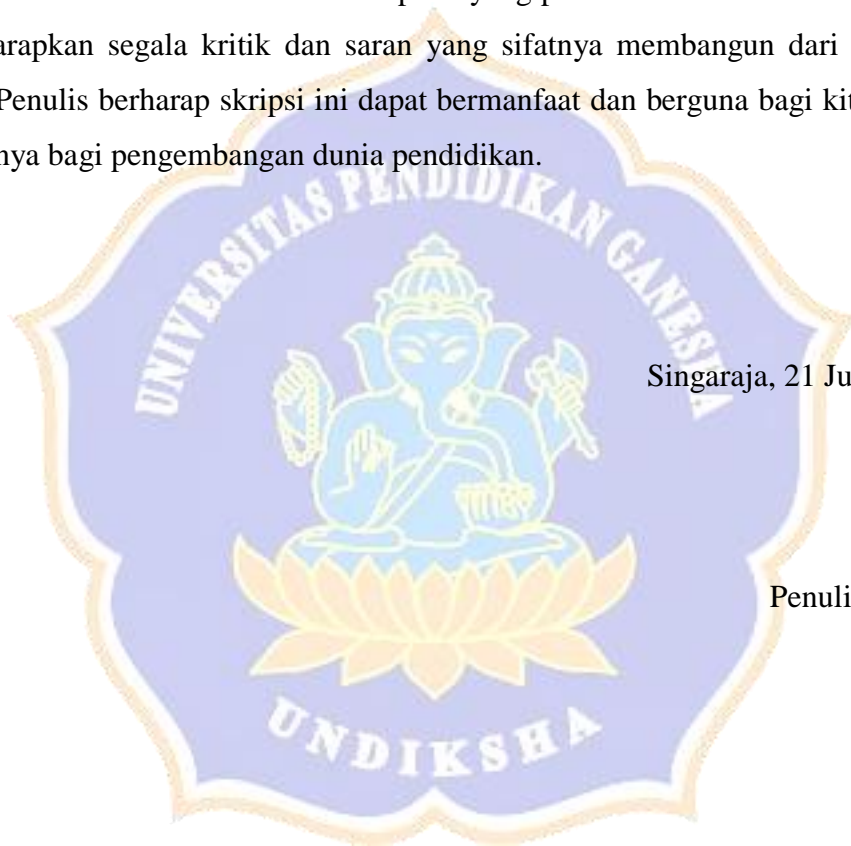 arapkan segala kritik dan saran yang sifatnya membangun dari
Penulis berharap skripsi ini dapat bermanfaat dan berguna bagi kit
nya bagi pengembangan dunia pendidikan.
UNIVERSITAS PENDIDIKAN GANESHA
Singaraja, 21 Ju
Penuli
UNDIKSHA